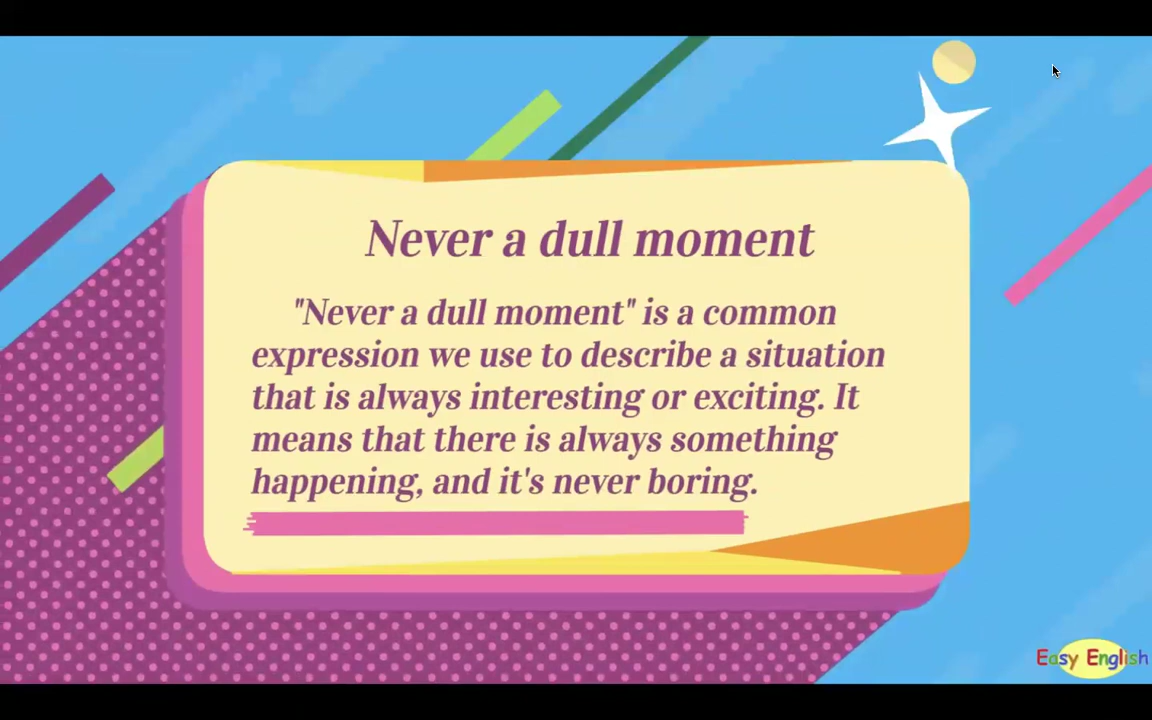 Never a dull moment
"Never a dull moment" is a common
expression we use to describe a situation
that is always interesting or exciting. It
means that there is always something
happening, and it's never boring.
Easy English